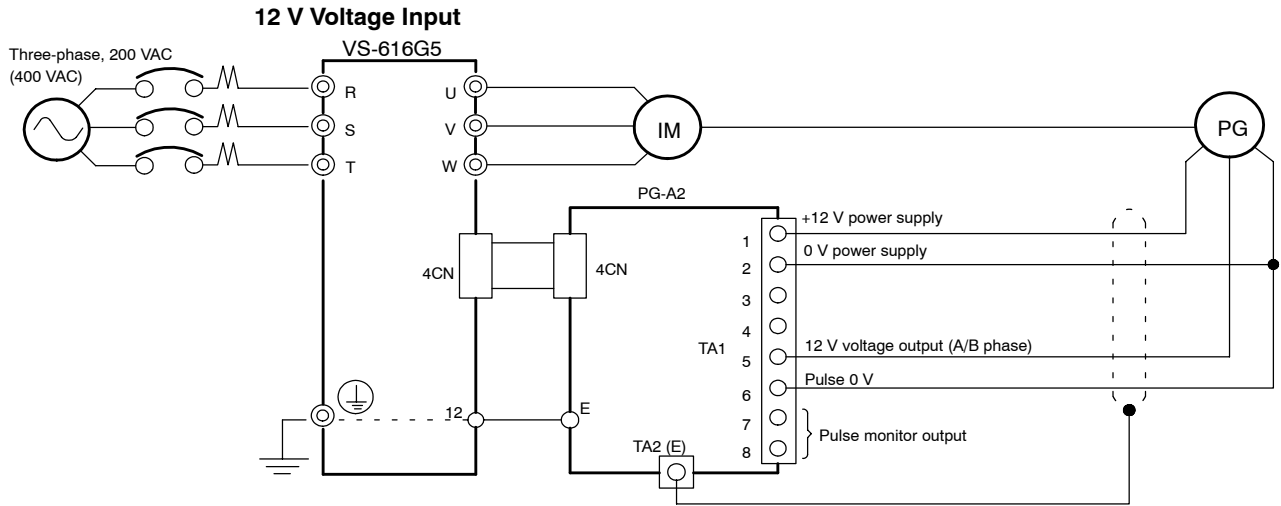 12 V Voltage Input
VS-616G5
Three-phase, 200 VAC
(400 VAC)
R
S
T
U
V
W
IM
PG
PG-A2
4CN
4CN
TA1
1
2
3
4
5
6
7
8
+12 V power supply
0 V power supply
12 V voltage output (A/B phase)
Pulse 0 V
Pulse monitor output
12
E
TA2 (E)